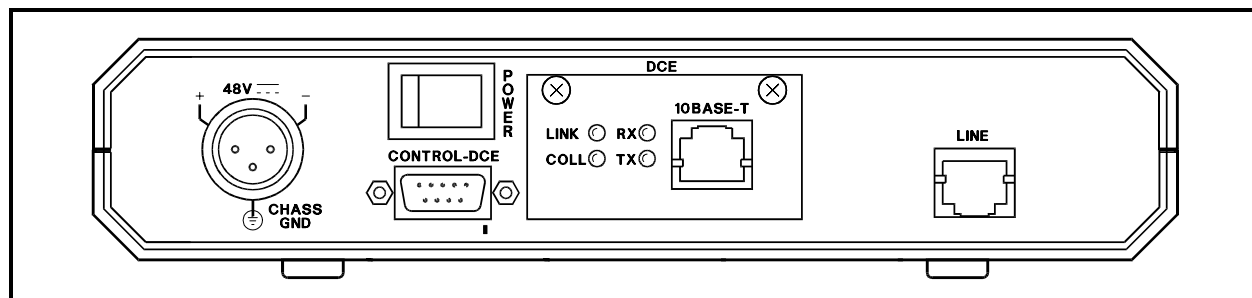 48V
+ −
CHASS
GND
POWER
CONTROL-DCE
DCE
10BASE-T
LINK RX
COLL TX
LINE